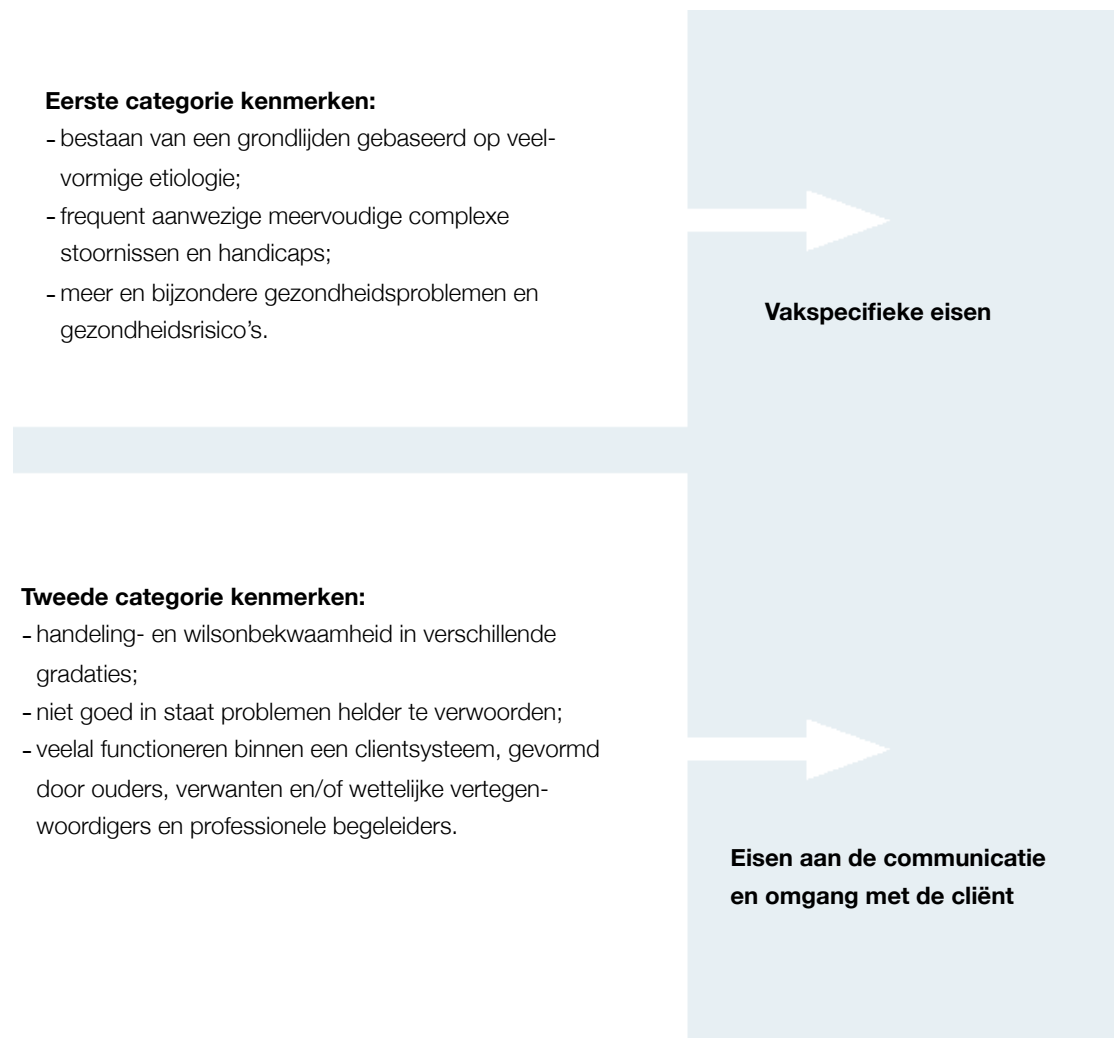 Eerste categorie kenmerken:
- bestaan van een grondlijden gebaseerd op veel-
vormige etiologie;
- frequent aanwezige meervoudige complexe
stoornissen en handicaps;
- meer en bijzondere gezondheidsproblemen en
gezondheidsrisico's.
Vakspecifieke eisen
Tweede categorie kenmerken:
- handeling- en wilsonbekwaamheid in verschillende
gradaties;
- niet goed in staat problemen helder te verwoorden;
- veelal functioneren binnen een clientsysteem, gevormd
door ouders, verwanten en/of wettelijke vertegen-
woordigers en professionele begeleiders.
Eisen aan de communicatie
en omgang met de cliënt